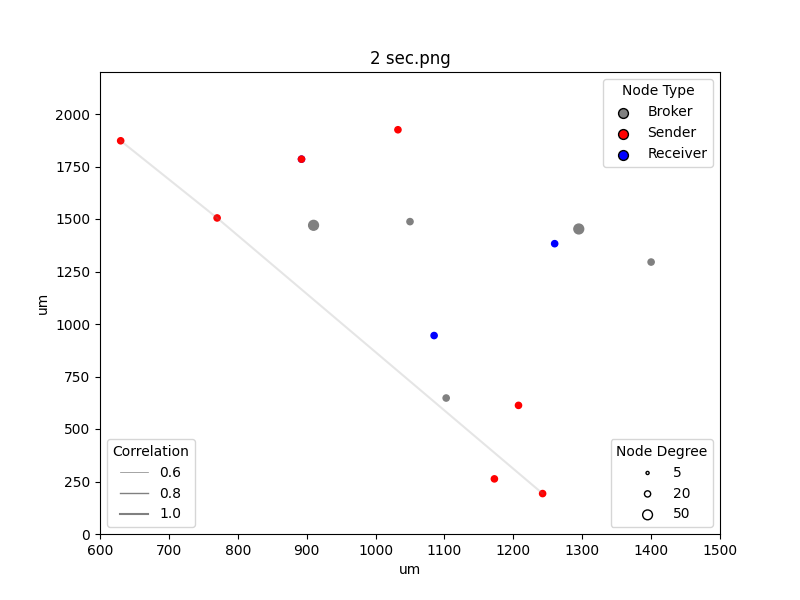 2 sec.png
Node Type
Broker
Sender
Receiver
2000
1750
1500
1250
1000
750
500
250
0
um
Correlation
0.6
0.8
1.0
Node Degree
5
20
50
600 700 800 900 1000 1100 1200 1300 1400 1500
um